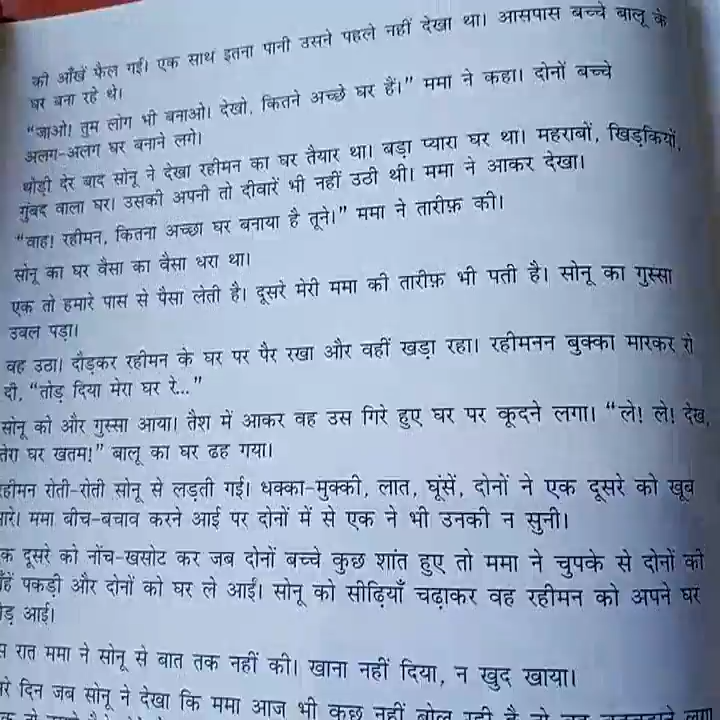 की आँखें फैल गईं। एक साथ इतना पानी उसने पहले नहीं देखा था। आसपास बच्चे बालू के
घर बना रहे थे।
“जाओ! तुम लोग भी बनाओ। देखो, कितने अच्छे घर हैं।” ममा ने कहा। दोनों बच्चे
अलग-अलग घर बनाने लगे।
थोड़ी देर बाद सोनू ने देखा रहीमन का घर तैयार था। बड़ा प्यारा घर था। महराबों, खिड़कियों,
गुंबद वाला घर। उसकी अपनी तो दीवारें भी नहीं उठी थी। ममा ने आकर देखा।
“वाह! रहीमन, कितना अच्छा घर बनाया है तूने।” ममा ने तारीफ़ की।
सोनू का घर वैसा का वैसा धरा था।
एक तो हमारे पास से पैसा लेती है। दूसरे मेरी ममा की तारीफ़ भी पती है। सोनू का गुस्सा
उबल पड़ा।
वह उठा। दौड़कर रहीमन के घर पर पैर रखा और वहीं खड़ा रहा। रहीमनन बुक्का मारकर रो
दी, “तोड़ दिया मेरा घर रे...”
सोनू को और गुस्सा आया। तैश में आकर वह उस गिरे हुए घर पर कूदने लगा। “ले! ले! देख,
तेरा घर खतम!” बालू का घर ढह गया।
रहीमन रोती-रोती सोनू से लड़ती गई। धक्का-मुक्की, लात, घूंसें, दोनों ने एक दूसरे को खूब
मारे। ममा बीच-बचाव करने आई पर दोनों में से एक ने भी उनकी न सुनी।
क दूसरे को नोंच-खसोट कर जब दोनों बच्चे कुछ शांत हुए तो ममा ने चुपके से दोनों की
हें पकड़ी और दोनों को घर ले आईं। सोनू को सीढ़ियाँ चढ़ाकर वह रहीमन को अपने घर
ड़ आई।
स रात ममा ने सोनू से बात तक नहीं की। खाना नहीं दिया, न खुद खाया।
रे दिन जब सोनू ने देखा कि ममा आज भी कुछ नहीं बोल रही है तो